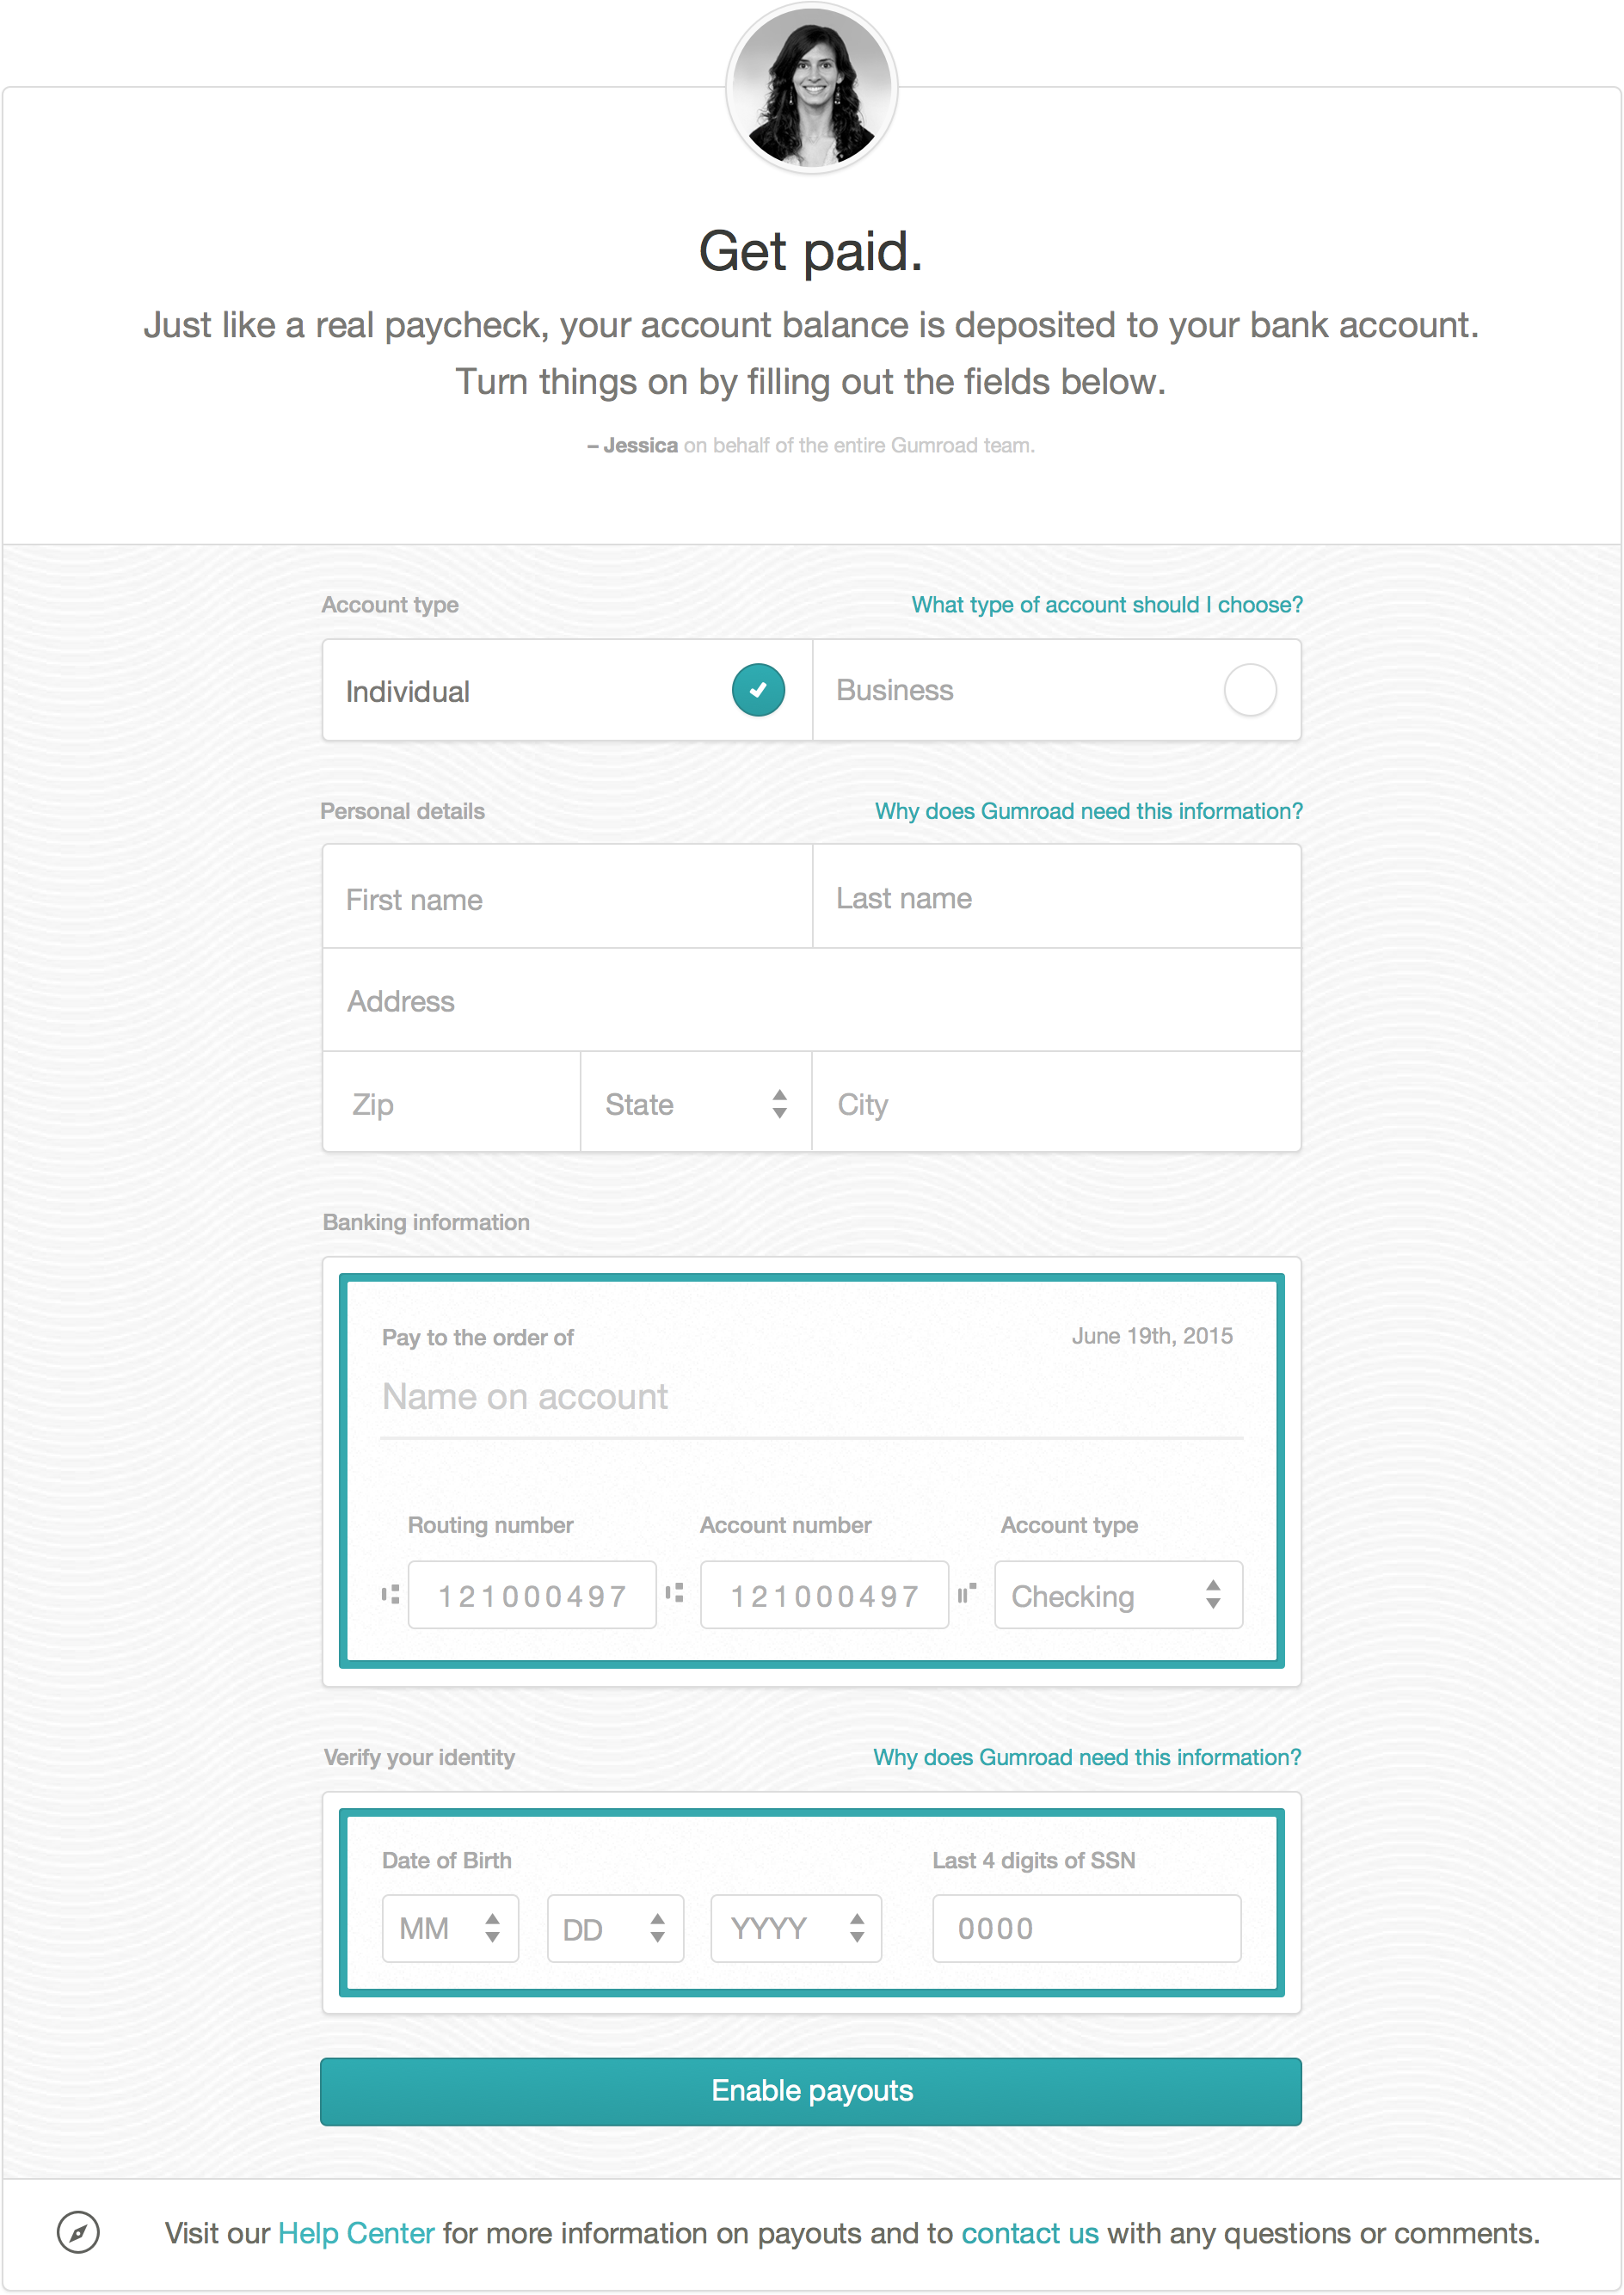 Get paid.
Just like a real paycheck, your account balance is deposited to your bank account.
Turn things on by filling out the fields below.
– Jessica on behalf of the entire Gumroad team.
Account type
What type of account should I choose?
Individual
Business
Personal details
Why does Gumroad need this information?
First name
Last name
Address
Zip
State
City
Banking information
Pay to the order of
June 19th, 2015
Name on account
Routing number
Account number
Account type
121000497
121000497
Checking
Verify your identity
Why does Gumroad need this information?
Date of Birth
Last 4 digits of SSN
MM
DD
YYYY
0000
Enable payouts
Visit our Help Center for more information on payouts and to contact us with any questions or comments.